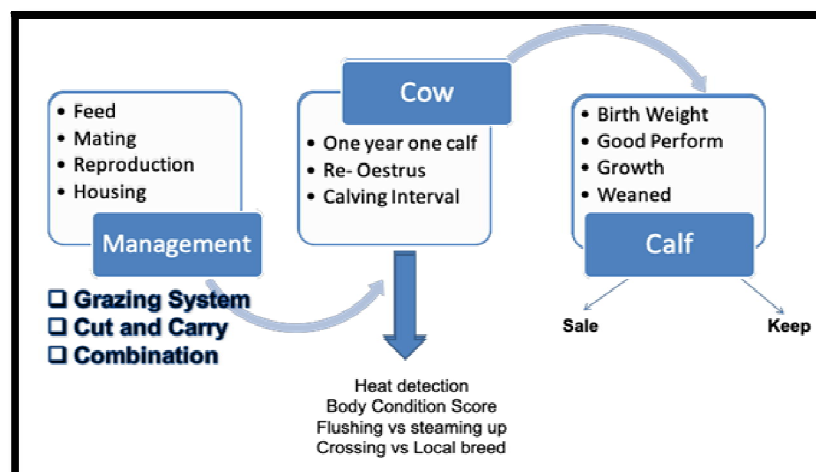 • Feed
• Mating
• Reproduction
• Housing
Management
❑ Grazing System
❑ Cut and Carry
❑ Combination
Cow
• One year one calf
• Re- Oestrus
• Calving Interval
Heat detection
Body Condition Score
Flushing vs steaming up
Crossing vs Local breed
• Birth Weight
• Good Perform
• Growth
• Weaned
Calf
Sale
Keep